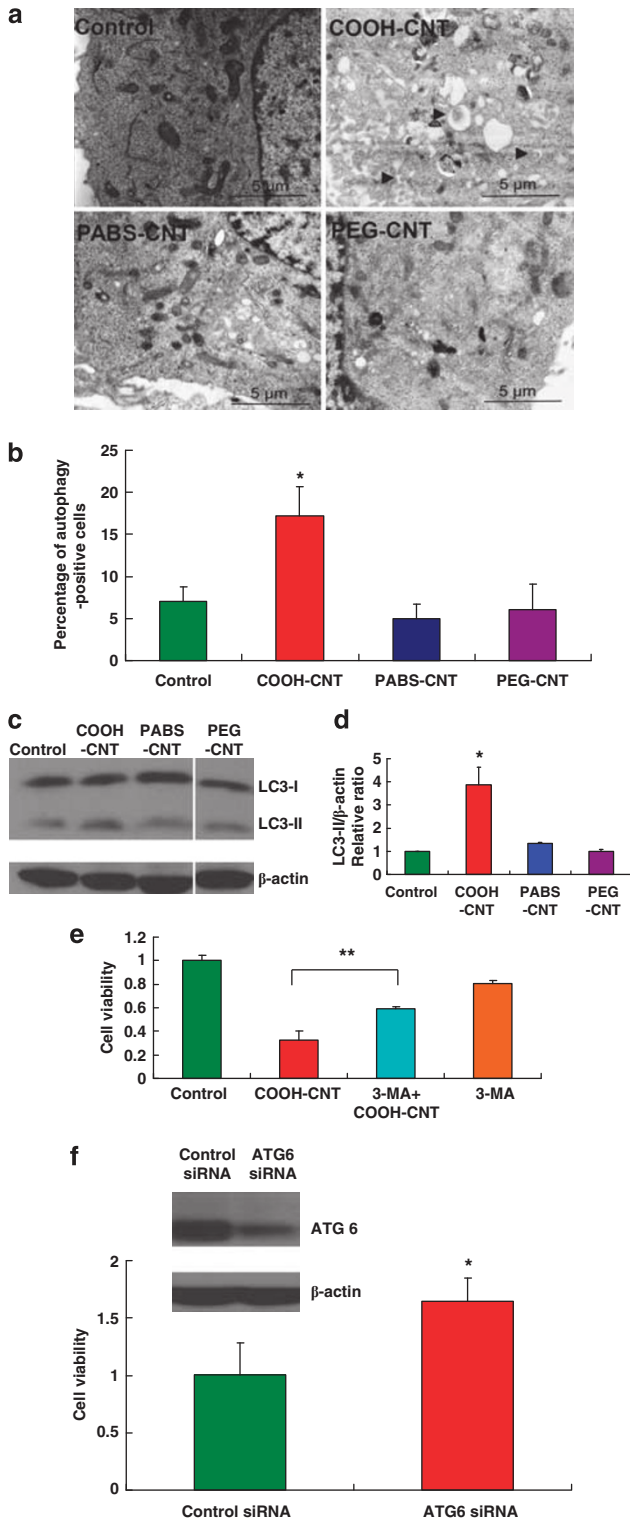 a
Control
COOH-CNT
5 µm
5 µm
PABS-CNT
PEG-CNT
5 µm
5 µm
b
Percentage of autophagy
-positive cells
25
20
15
10
5
0
*
Control
COOH-CNT
PABS-CNT
PEG-CNT
c
Control
COOH
-CNT
PABS
-CNT
PEG
-CNT
LC3-I
LC3-II
β-actin
d
LC3-II/β-actin
Relative ratio
5
4
3
2
1
0
*
Control
COOH
-CNT
PABS
-CNT
PEG
-CNT
e
Cell viability
1.2
1
0.8
0.6
0.4
0.2
0
**
Control
COOH-CNT
3-MA+
COOH-CNT
3-MA
f
Control
siRNA
ATG6
siRNA
ATG 6
β-actin
Cell viability
2
1.5
1
0.5
0
*
Control siRNA
ATG6 siRNA